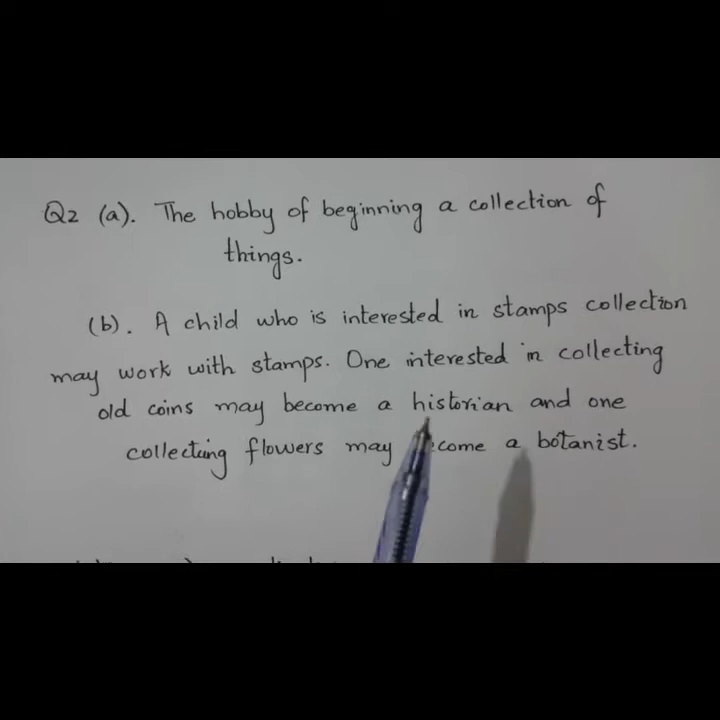 Q2 (a). The hobby of beginning a collection of
things.
(b). A child who is interested in stamps collection
may work with stamps. One interested in collecting
old coins may become a historian and one
collecting flowers may become a botanist.